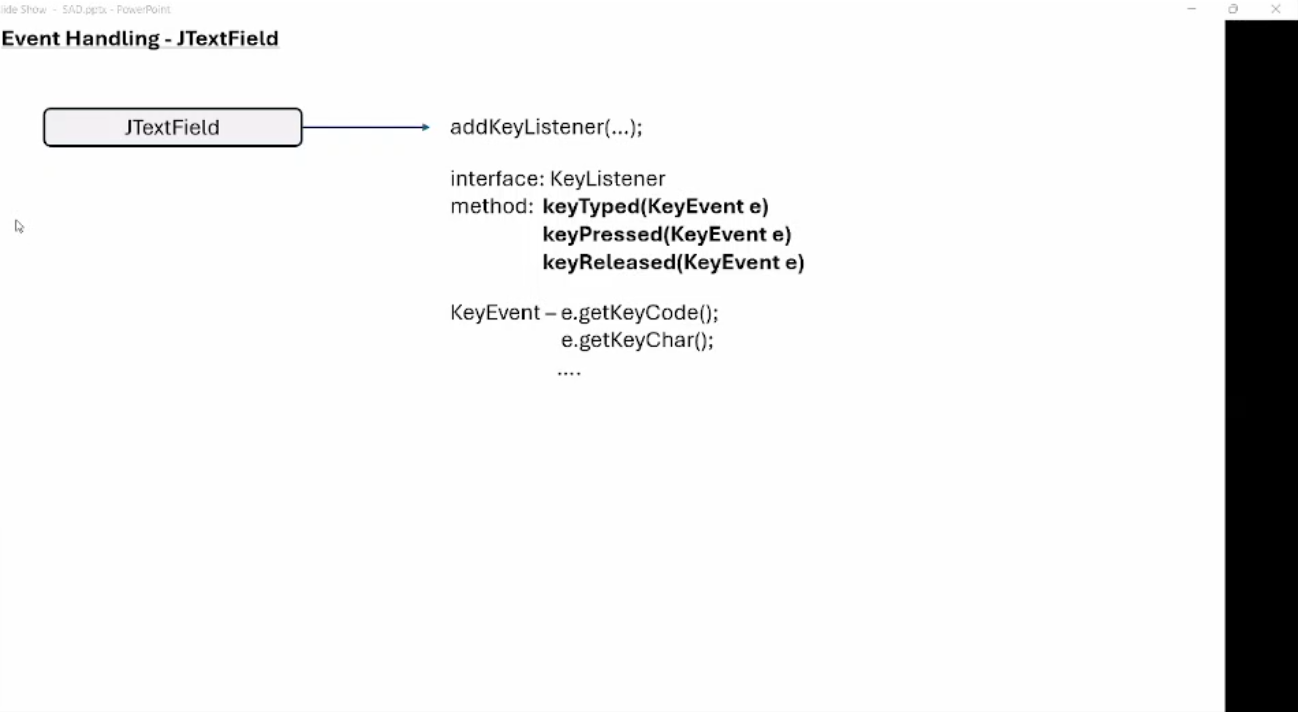 lide Show - SAD.pptx - PowerPoint
Event Handling - JTextField
JTextField
addKeyListener(...);
interface: KeyListener
method: keyTyped(KeyEvent e)
keyPressed(KeyEvent e)
keyReleased(KeyEvent e)
KeyEvent – e.getKeyCode();
e.getKeyChar();
....